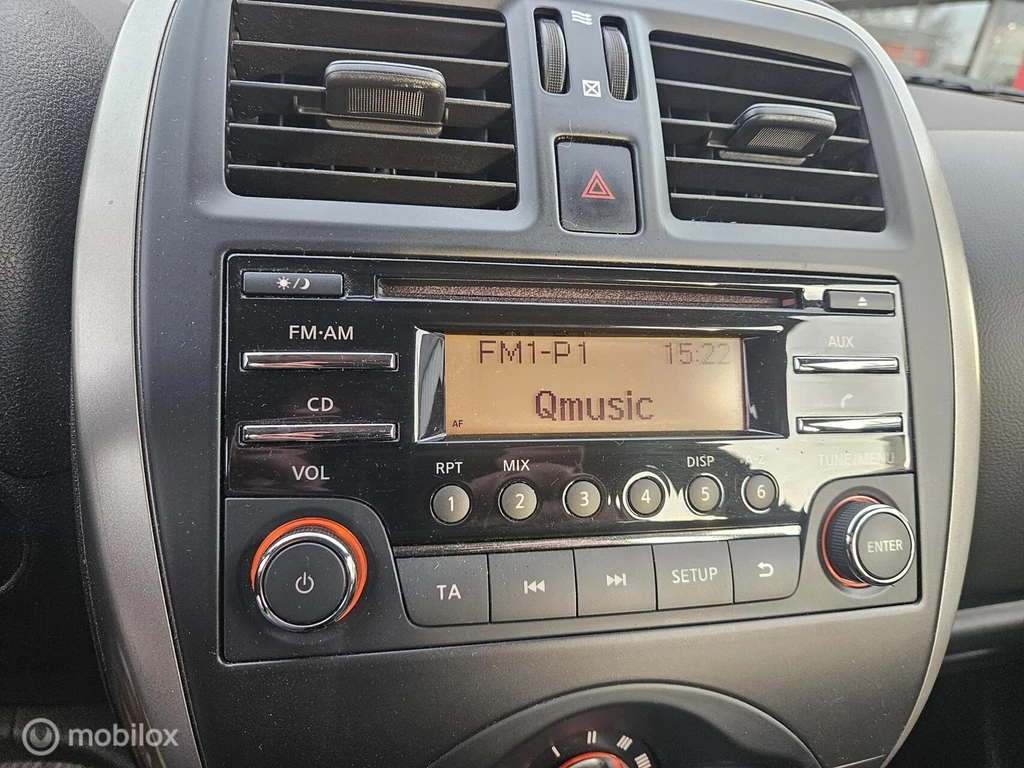 FM·AM
AUX
FM1-P1 15:22
CD
Qmusic
AF
VOL
RPT MIX DISP A-Z TUNE/MENU
1 2 3 4 5 6
TA SETUP ENTER
mobilox